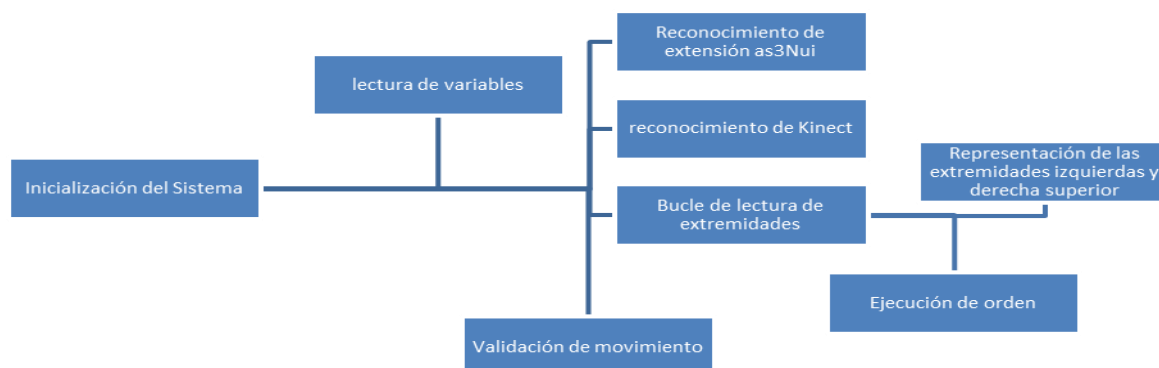 Reconocimiento de
extensión as3Nui
lectura de variables
reconocimiento de Kinect
Inicialización del Sistema
Representación de las
extremidades izquierdas y
derecha superior
Bucle de lectura de
extremidades
Ejecución de orden
Validación de movimiento